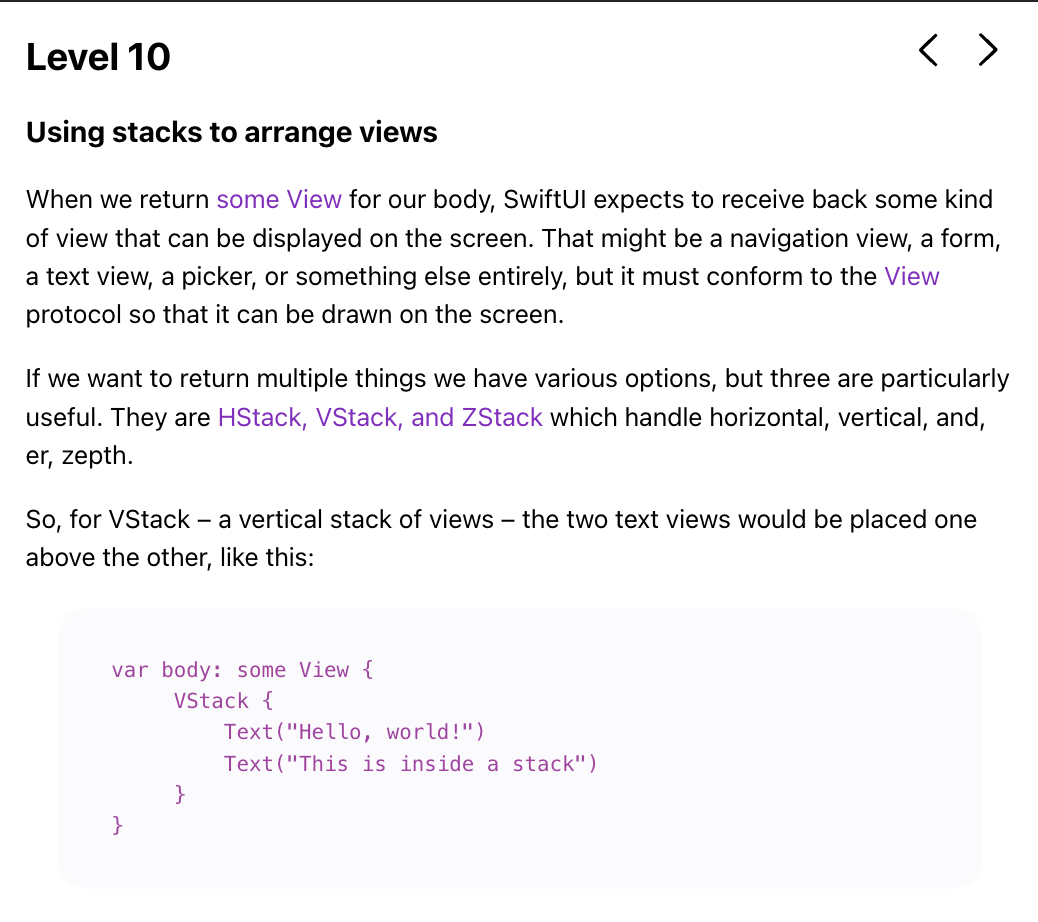 Level 10
Using stacks to arrange views
When we return some View for our body, SwiftUI expects to receive back some kind
of view that can be displayed on the screen. That might be a navigation view, a form,
a text view, a picker, or something else entirely, but it must conform to the View
protocol so that it can be drawn on the screen.
If we want to return multiple things we have various options, but three are particularly
useful. They are HStack, VStack, and ZStack which handle horizontal, vertical, and,
er, zepth.
So, for VStack – a vertical stack of views – the two text views would be placed one
above the other, like this:
var body: some View {
     VStack {
         Text("Hello, world!")
         Text("This is inside a stack")
     }
}